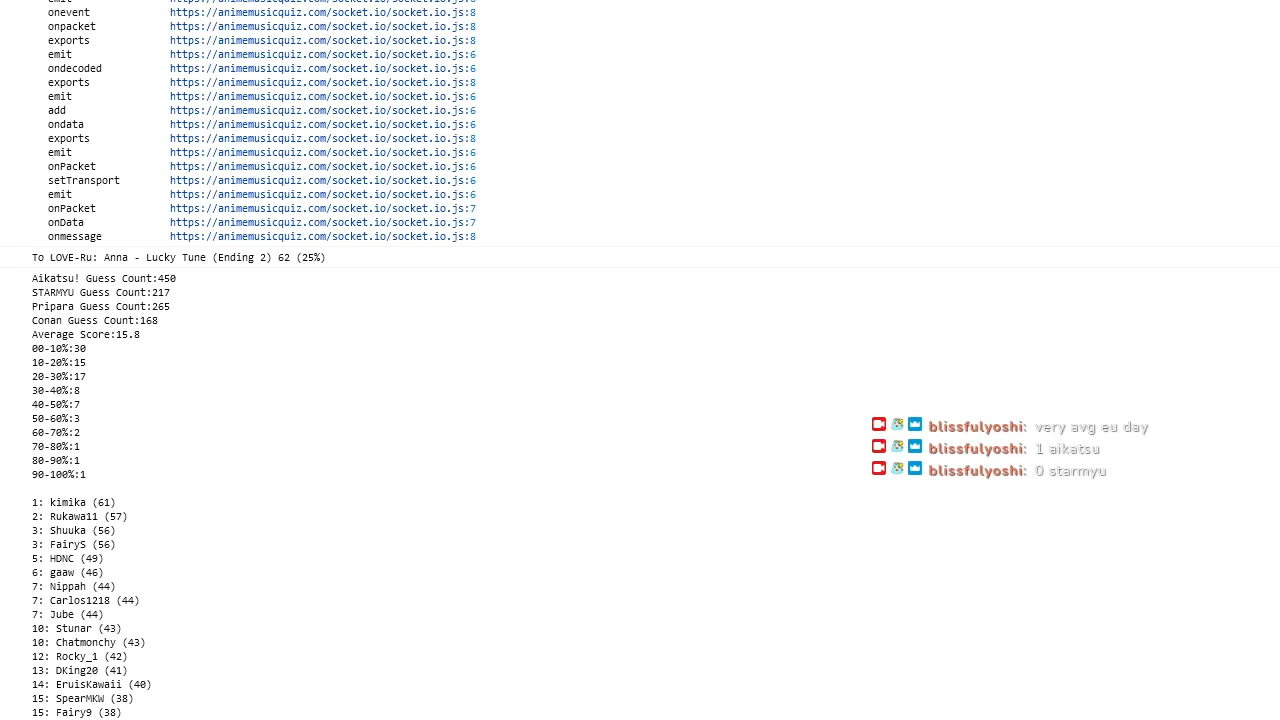 onevent https://animemusicquiz.com/socket.io/socket.io.js:8
onpacket https://animemusicquiz.com/socket.io/socket.io.js:8
exports https://animemusicquiz.com/socket.io/socket.io.js:8
emit https://animemusicquiz.com/socket.io/socket.io.js:6
ondecoded https://animemusicquiz.com/socket.io/socket.io.js:6
exports https://animemusicquiz.com/socket.io/socket.io.js:8
emit https://animemusicquiz.com/socket.io/socket.io.js:6
add https://animemusicquiz.com/socket.io/socket.io.js:6
ondata https://animemusicquiz.com/socket.io/socket.io.js:6
exports https://animemusicquiz.com/socket.io/socket.io.js:8
emit https://animemusicquiz.com/socket.io/socket.io.js:6
onPacket https://animemusicquiz.com/socket.io/socket.io.js:6
setTransport https://animemusicquiz.com/socket.io/socket.io.js:6
emit https://animemusicquiz.com/socket.io/socket.io.js:6
onPacket https://animemusicquiz.com/socket.io/socket.io.js:7
onData https://animemusicquiz.com/socket.io/socket.io.js:7
onmessage https://animemusicquiz.com/socket.io/socket.io.js:8
To LOVE-Ru: Anna - Lucky Tune (Ending 2) 62 (25%)
Aikatsu! Guess Count:450
STARMYU Guess Count:217
Pripara Guess Count:265
Conan Guess Count:168
Average Score:15.8
00-10%:30
10-20%:15
20-30%:17
30-40%:8
40-50%:7
50-60%:3
60-70%:2
70-80%:1
80-90%:1
90-100%:1
1: kimika (61)
2: Rukawa11 (57)
3: Shuuka (56)
3: FairyS (56)
5: HDNC (49)
6: gaaw (46)
7: Nippah (44)
7: Carlos1218 (44)
7: Jube (44)
10: Stunar (43)
10: Chatmonchy (43)
12: Rocky_1 (42)
13: DKing20 (41)
14: EruisKawaii (40)
15: SpearMKW (38)
15: Fairy9 (38)
blissfulyoshi: very avg eu day
blissfulyoshi: 1 aikatsu
blissfulyoshi: 0 starmyu